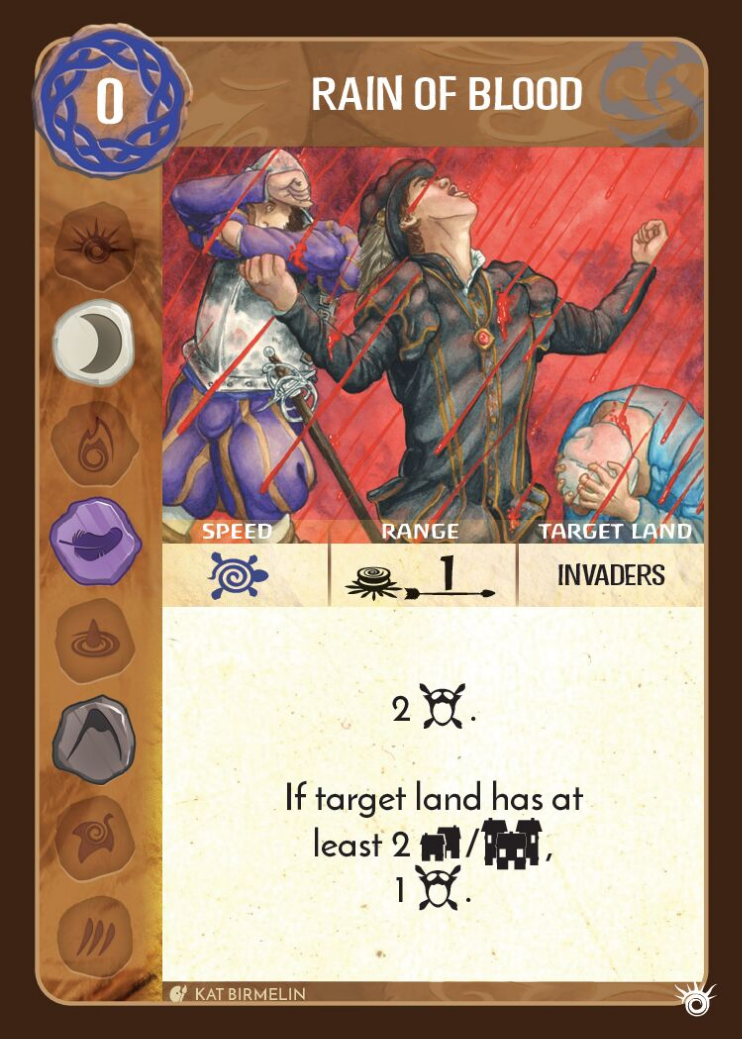 0
RAIN OF BLOOD
SPEED RANGE TARGET LAND
1 INVADERS
2 .
If target land has at
least 2 / ,
1 .
KAT BIRMELIN